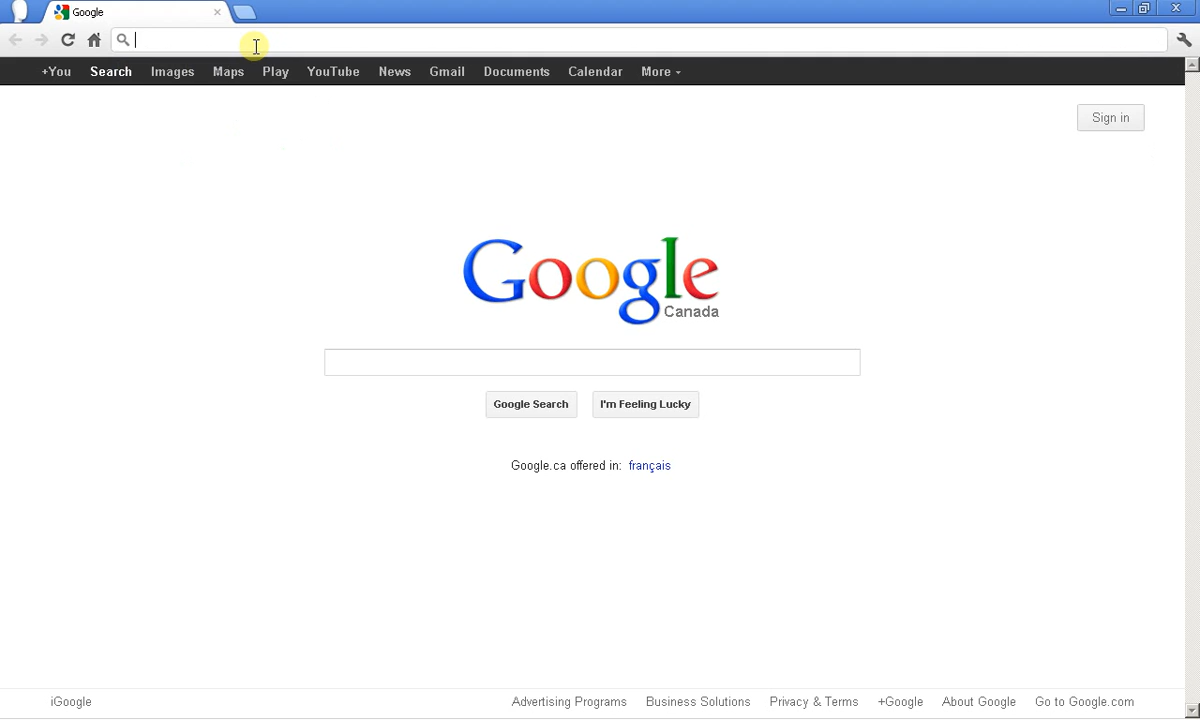 Google
+You Search Images Maps Play YouTube News Gmail Documents Calendar More
Sign in
Google
Canada
Google Search I'm Feeling Lucky
Google.ca offered in: français
iGoogle Advertising Programs Business Solutions Privacy & Terms +Google About Google Go to Google.com